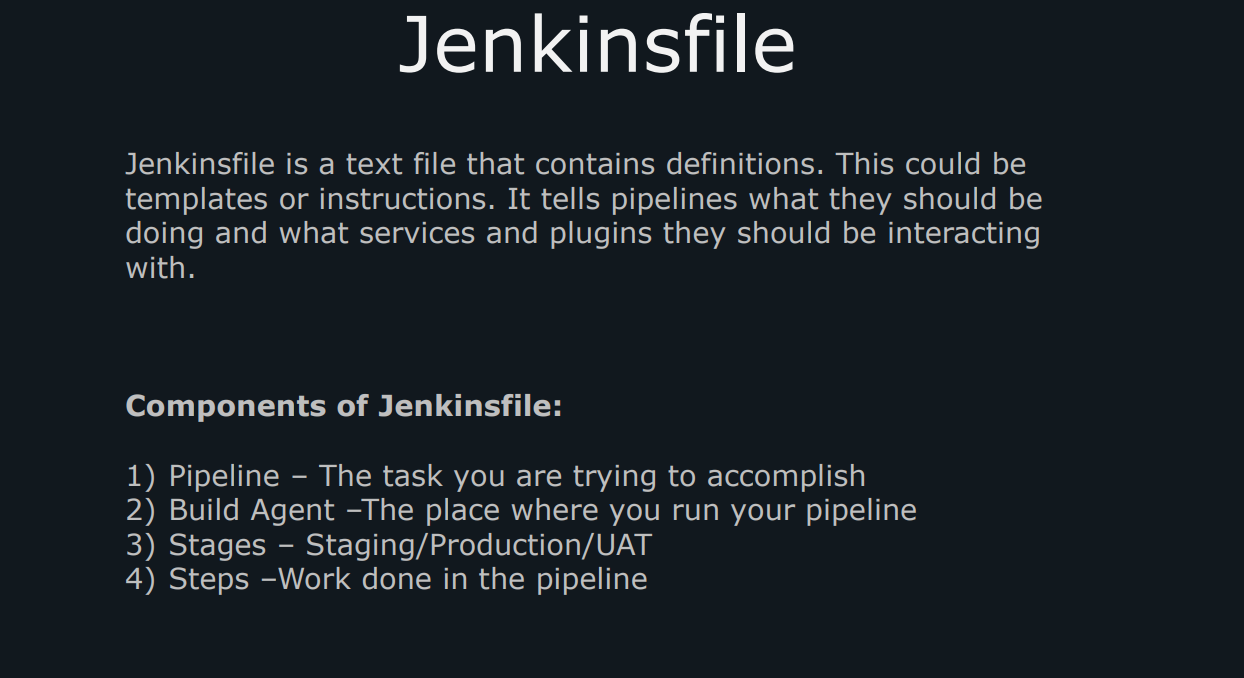 Jenkinsfile
Jenkinsfile is a text file that contains definitions. This could be
templates or instructions. It tells pipelines what they should be
doing and what services and plugins they should be interacting
with.
Components of Jenkinsfile:
1) Pipeline – The task you are trying to accomplish
2) Build Agent –The place where you run your pipeline
3) Stages – Staging/Production/UAT
4) Steps –Work done in the pipeline